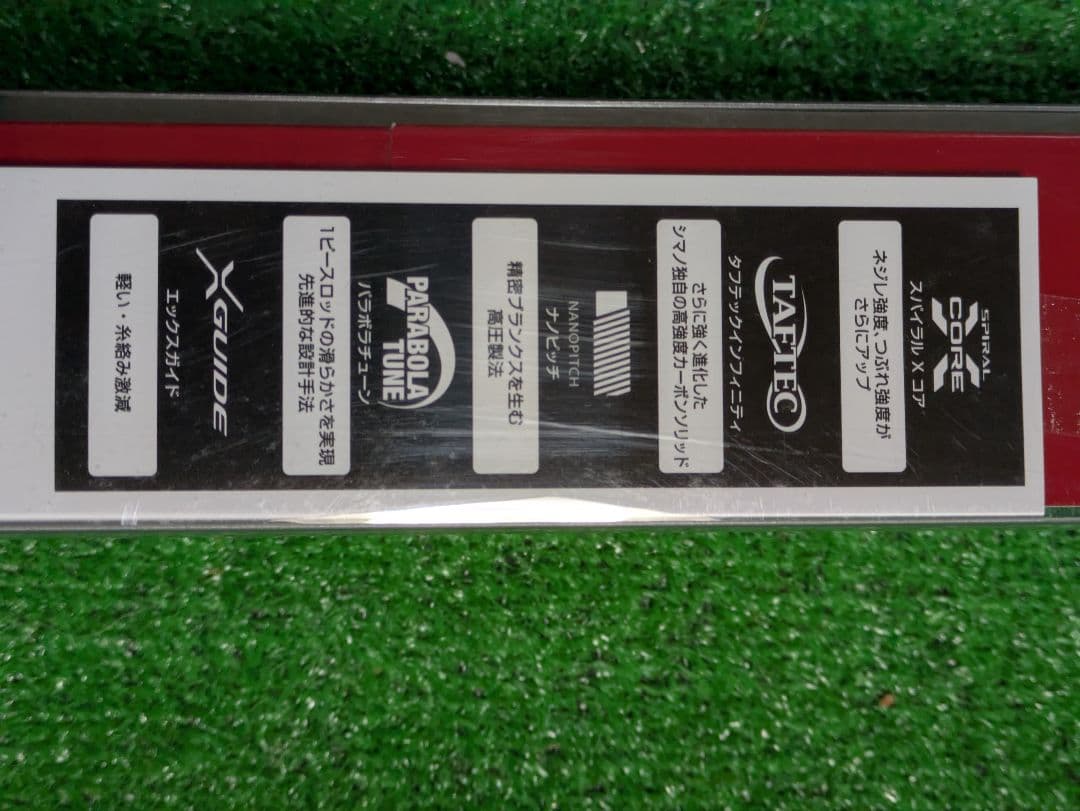 SPIRAL
X
CORE
スパイラル X コア
ネジレ強度、つぶれ強度が
さらにアップ
TAFTEC
タフテックインフィニティ
さらに強く進化した
シマノ独自の高強度カーボンソリッド
NANOPITCH
ナノピッチ
精密ブランクスを生む
高圧製法
PARABOLA
TUNE
パラボラチューン
1ピースロッドの滑らかさを実現
先進的な設計手法
XGUIDE
エックスガイド
軽い・糸絡み激減